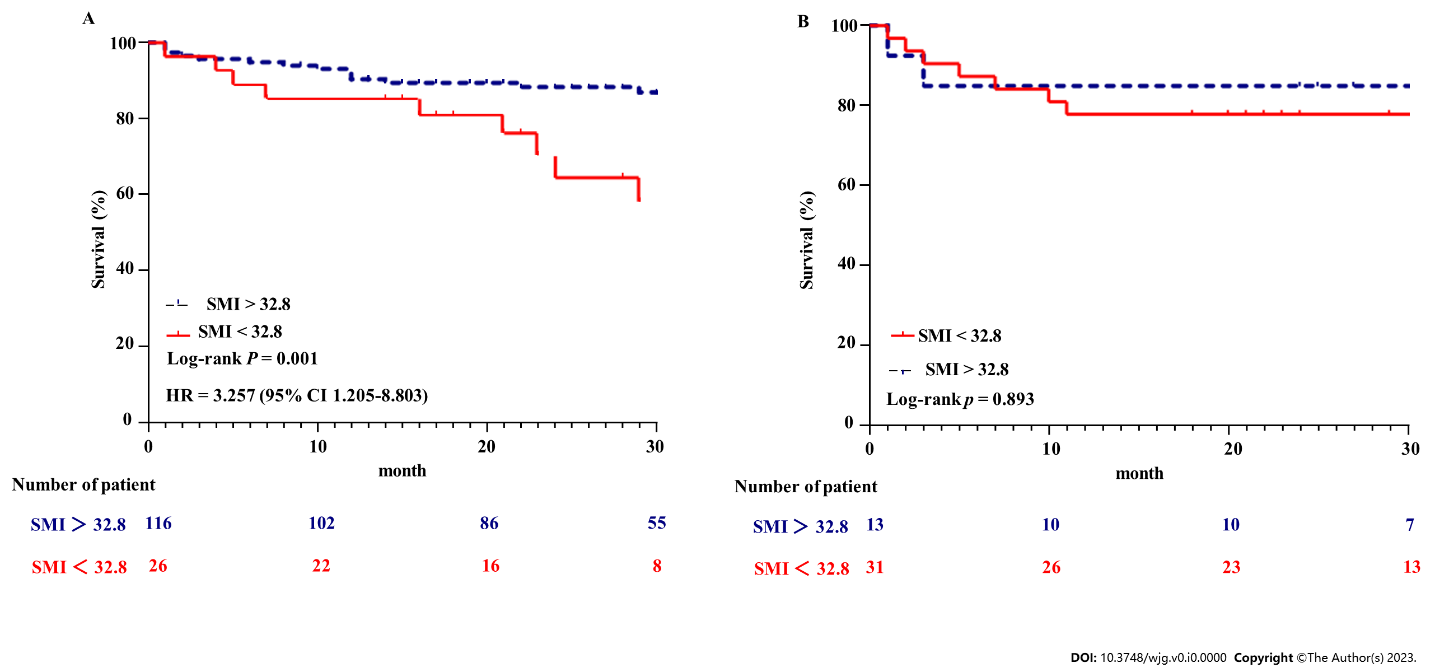 A
100
80
60
40
20
0
Survival (%)
SMI > 32.8
SMI < 32.8
Log-rank P = 0.001
HR = 3.257 (95% CI 1.205-8.803)
0 10 20 30
month
Number of patient
SMI > 32.8 116 102 86 55
SMI < 32.8 26 22 16 8
B
100
80
60
40
20
0
Survival (%)
SMI < 32.8
SMI > 32.8
Log-rank p = 0.893
0 10 20 30
month
Number of patient
SMI > 32.8 13 10 10 7
SMI < 32.8 31 26 23 13
DOI: 10.3748/wjg.v0.i0.0000 Copyright ©The Author(s) 2023.